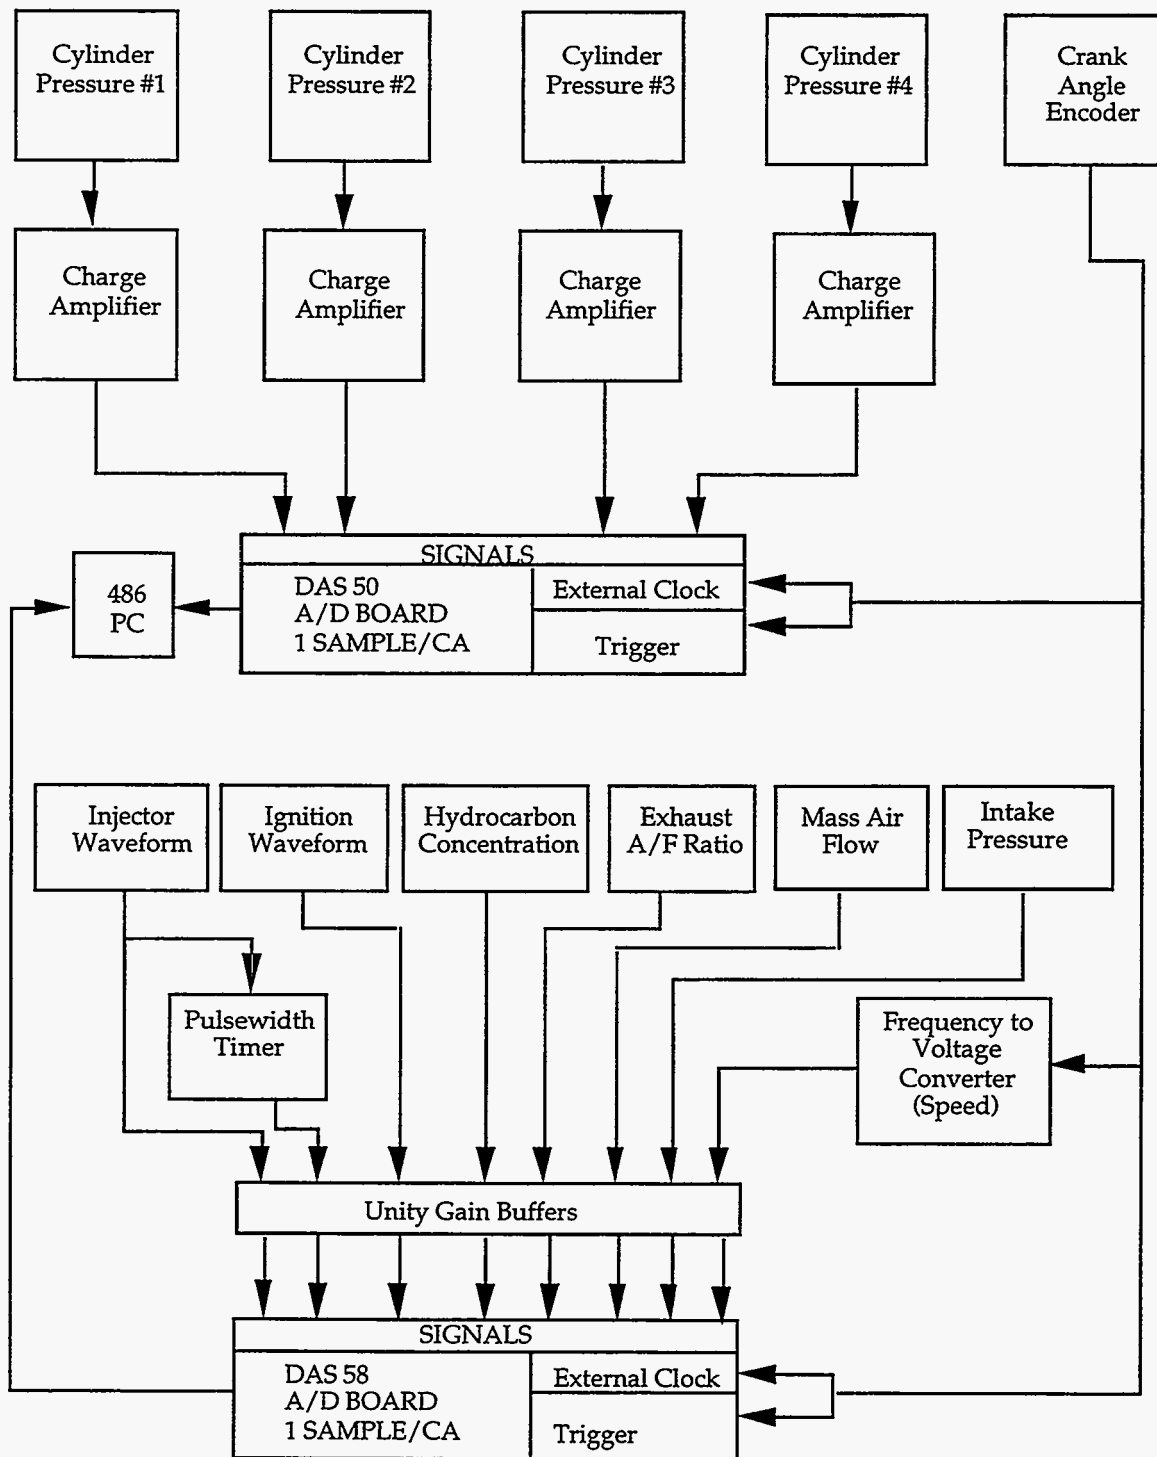 Cylinder
Pressure #1
Cylinder
Pressure #2
Cylinder
Pressure #3
Cylinder
Pressure #4
Crank
Angle
Encoder
Charge
Amplifier
Charge
Amplifier
Charge
Amplifier
Charge
Amplifier
SIGNALS
486
PC
DAS 50
A/D BOARD
1 SAMPLE/CA
External Clock
Trigger
Injector
Waveform
Ignition
Waveform
Hydrocarbon
Concentration
Exhaust
A/F Ratio
Mass Air
Flow
Intake
Pressure
Pulsewidth
Timer
Frequency to
Voltage
Converter
(Speed)
Unity Gain Buffers
SIGNALS
DAS 58
A/D BOARD
1 SAMPLE/CA
External Clock
Trigger